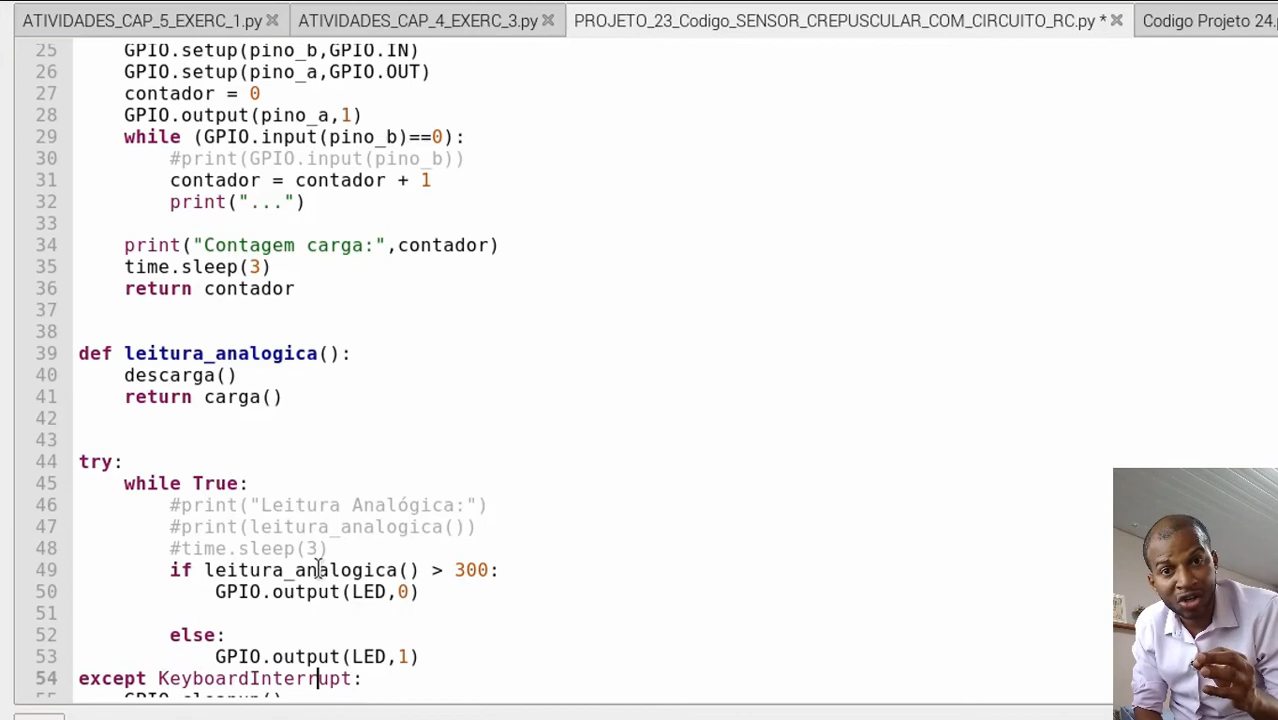 ATIVIDADES_CAP_5_EXERC_1.py ATIVIDADES_CAP_4_EXERC_3.py PROJETO_23_Codigo_SENSOR_CREPUSCULAR_COM_CIRCUITO_RC.py * Codigo Projeto 24.p
25 GPIO.setup(pino_b,GPIO.IN)
26 GPIO.setup(pino_a,GPIO.OUT)
27 contador = 0
28 GPIO.output(pino_a,1)
29 while (GPIO.input(pino_b)==0):
30 #print(GPIO.input(pino_b))
31 contador = contador + 1
32 print("...")
33
34 print("Contagem carga:",contador)
35 time.sleep(3)
36 return contador
37
38
39 def leitura_analogica():
40 descarga()
41 return carga()
42
43
44 try:
45 while True:
46 #print("Leitura Analógica:")
47 #print(leitura_analogica())
48 #time.sleep(3)
49 if leitura_analogica() > 300:
50 GPIO.output(LED,0)
51
52 else:
53 GPIO.output(LED,1)
54 except KeyboardInterrupt:
55 GPIO.cleanup()